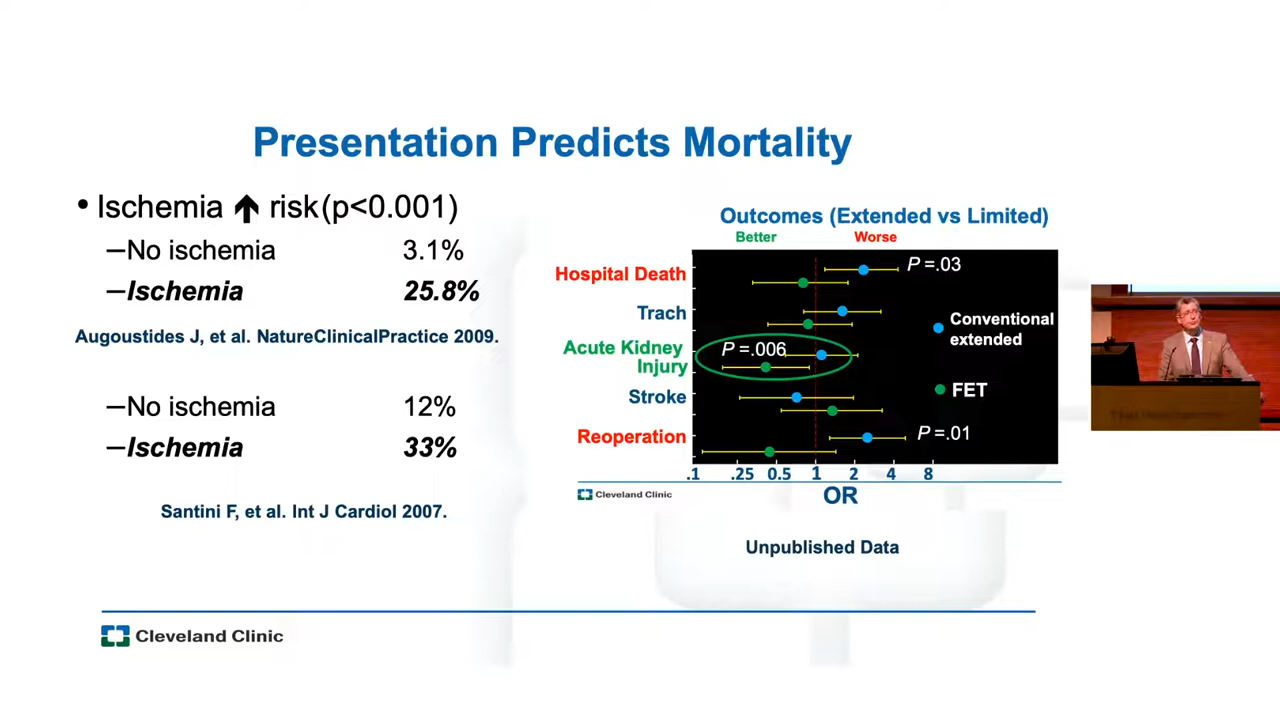 Presentation Predicts Mortality
• Ischemia ↑ risk (p<0.001)
–No ischemia 3.1%
–Ischemia 25.8%
Augoustides J, et al. NatureClinicalPractice 2009.
–No ischemia 12%
–Ischemia 33%
Santini F, et al. Int J Cardiol 2007.
Outcomes (Extended vs Limited)
Better Worse
Hospital Death P =.03
Trach
Acute Kidney
Injury
P =.006
Stroke
Reoperation P =.01
Conventional
extended
FET
.1 .25 0.5 1 2 4 8
OR
Cleveland Clinic
Unpublished Data
Cleveland Clinic